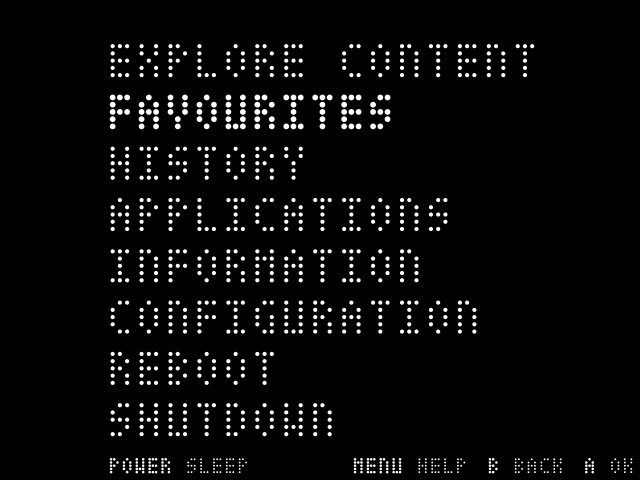 EXPLORE CONTENT
FAVOURITES
HISTORY
APPLICATIONS
INFORMATION
CONFIGURATION
REBOOT
SHUTDOWN
POWER SLEEP MENU HELP B BACK A OK